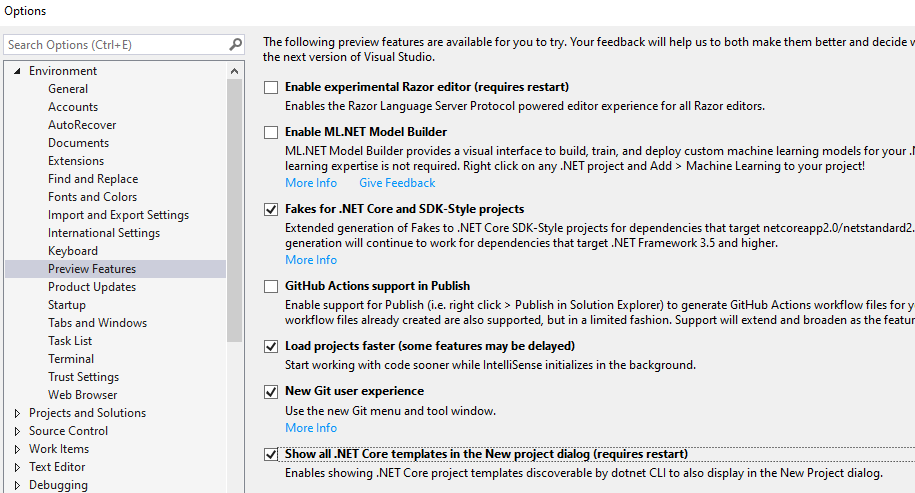 Options
Search Options (Ctrl+E)
Environment
General
Accounts
AutoRecover
Documents
Extensions
Find and Replace
Fonts and Colors
Import and Export Settings
International Settings
Keyboard
Preview Features
Product Updates
Startup
Tabs and Windows
Task List
Terminal
Trust Settings
Web Browser
Projects and Solutions
Source Control
Work Items
Text Editor
Debugging
The following preview features are available for you to try. Your feedback will help us to both make them better and decide
the next version of Visual Studio.
Enable experimental Razor editor (requires restart)
Enables the Razor Language Server Protocol powered editor experience for all Razor editors.
Enable ML.NET Model Builder
ML.NET Model Builder provides a visual interface to build, train, and deploy custom machine learning models for your
learning expertise is not required. Right click on any .NET project and Add > Machine Learning to your project!
More Info Give Feedback
Fakes for .NET Core and SDK-Style projects
Extended generation of Fakes to .NET Core SDK-Style projects for dependencies that target netcoreapp2.0/netstandard2.
generation will continue to work for dependencies that target .NET Framework 3.5 and higher.
More Info
GitHub Actions support in Publish
Enable support for Publish (i.e. right click > Publish in Solution Explorer) to generate GitHub Actions workflow files for
workflow files already created are also supported, but in a limited fashion. Support will extend and broaden as the
Load projects faster (some features may be delayed)
Start working with code sooner while IntelliSense initializes in the background.
New Git user experience
Use the new Git menu and tool window.
More Info
Show all .NET Core templates in the New project dialog (requires restart)
Enables showing .NET Core project templates discoverable by dotnet CLI to also display in the New Project dialog.